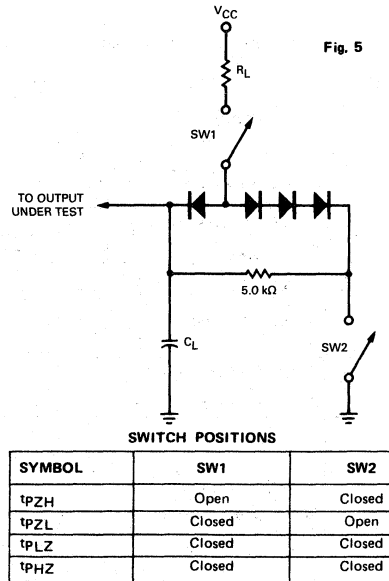 VCC
Fig. 5
RL
SW1
TO OUTPUT
UNDER TEST
5.0 kΩ
CL
SW2
SWITCH POSITIONS
SYMBOL SW1 SW2
tPZH Open Closed
tPZL Closed Open
tPLZ Closed Closed
tPHZ Closed Closed